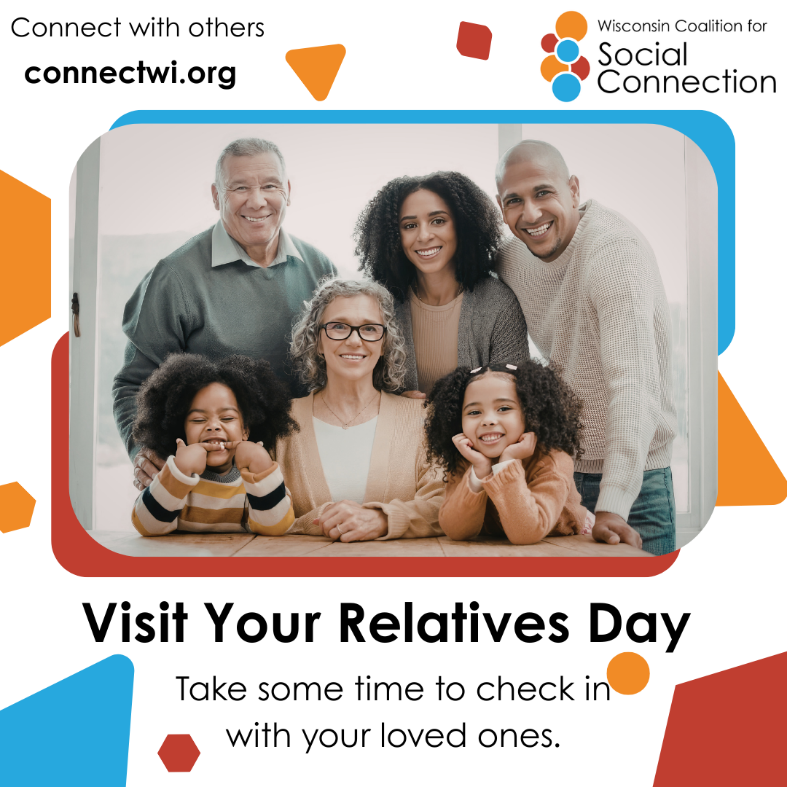 Connect with others
connectwi.org
Wisconsin Coalition for
Social
Connection
Visit Your Relatives Day
Take some time to check in
with your loved ones.